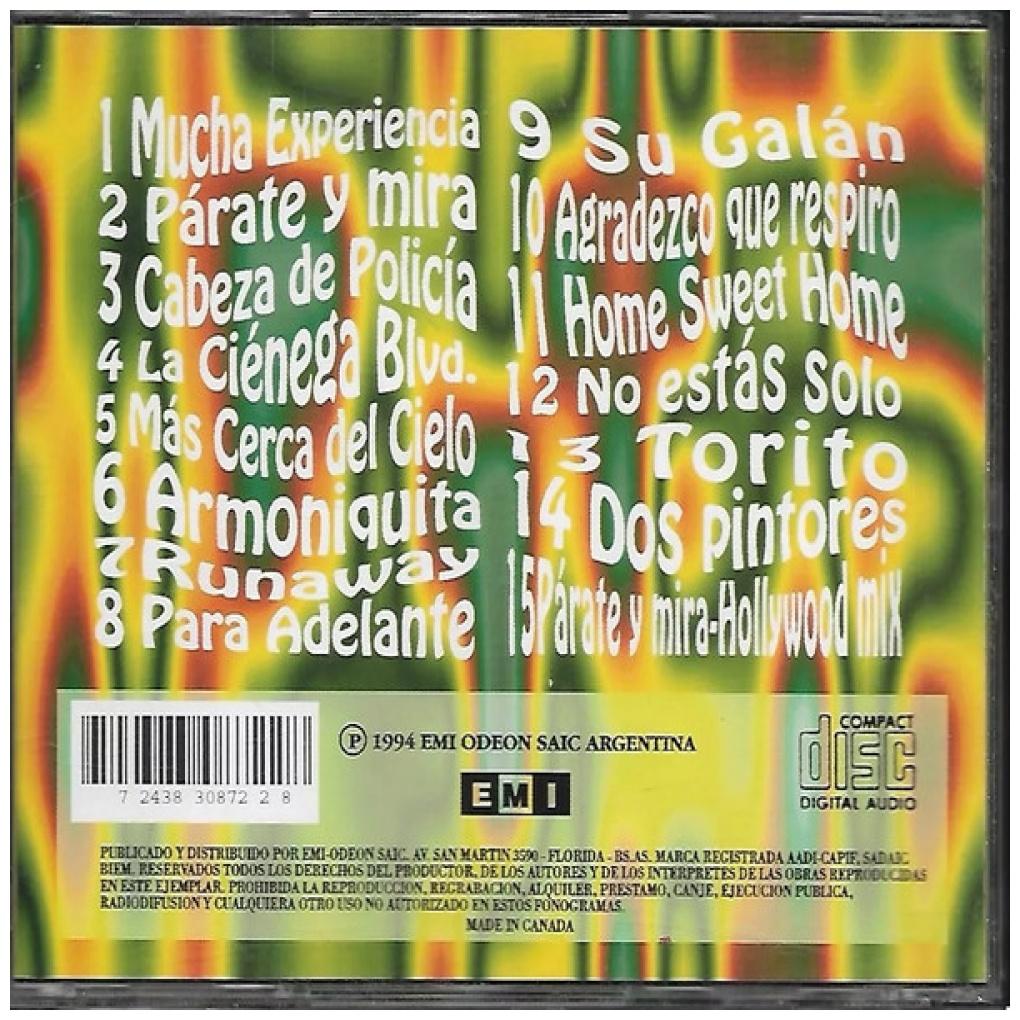 1 Mucha Experiencia
2 Párate y mira
3 Cabeza de Policía
4 La Ciénega Blvd.
5 Más Cerca del Cielo
6 Armoniquita
7 Runaway
8 Para Adelante
9 Su Galán
10 Agradezco que respiro
11 Home Sweet Home
12 No estás solo
13 Torito
14 Dos pintores
15 Párate y mira-Hollywood mix
7 24383 0872 2 8
Ⓟ 1994 EMI ODEON SAIC ARGENTINA
EMI
COMPACT
disc
DIGITAL AUDIO
PUBLICADO Y DISTRIBUIDO POR EMI-ODEON SAIC. AV. SAN MARTIN 3590 - FLORIDA - BS.AS. MARCA REGISTRADA AADI-CAPIF, SADAIC
BIEM. RESERVADOS TODOS LOS DERECHOS DEL PRODUCTOR, DE LOS AUTORES Y DE LOS INTERPRETES DE LAS OBRAS REPRODUCIDAS
EN ESTE EJEMPLAR. PROHIBIDA LA REPRODUCCION, REGRABACION, ALQUILER, PRESTAMO, CANJE, EJECUCION PUBLICA,
RADIODIFUSION Y CUALQUIERA OTRO USO NO AUTORIZADO EN ESTOS FONOGRAMAS.
MADE IN CANADA